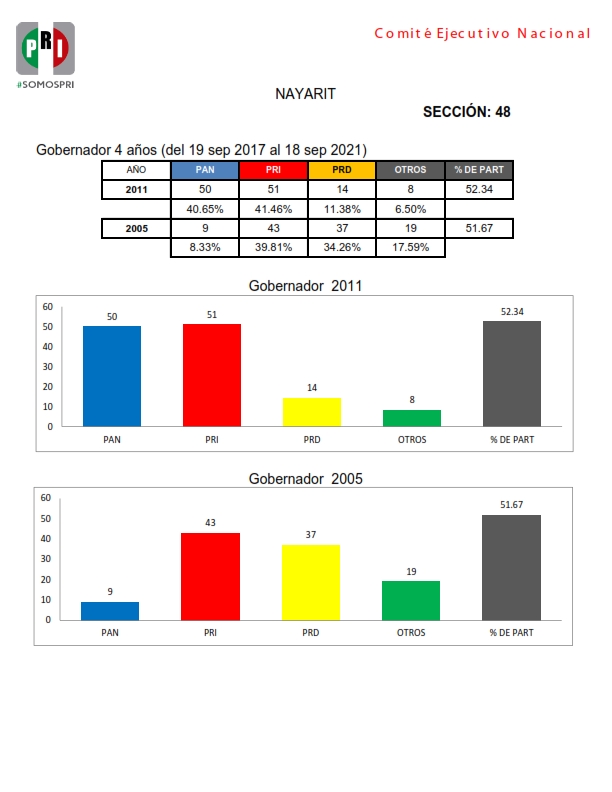 PRI
#SOMOSPRI
Comité Ejecutivo Nacional
NAYARIT
SECCIÓN: 48
Gobernador 4 años (del 19 sep 2017 al 18 sep 2021)
AÑO PAN PRI PRD OTROS % DE PART
2011 50 51 14 8 52.34
40.65% 41.46% 11.38% 6.50%
2005 9 43 37 19 51.67
8.33% 39.81% 34.26% 17.59%
Gobernador 2011
60
50
40
30
20
10
0
50 51 14 8 52.34
PAN PRI PRD OTROS % DE PART
Gobernador 2005
60
50
40
30
20
10
0
9 43 37 19 51.67
PAN PRI PRD OTROS % DE PART